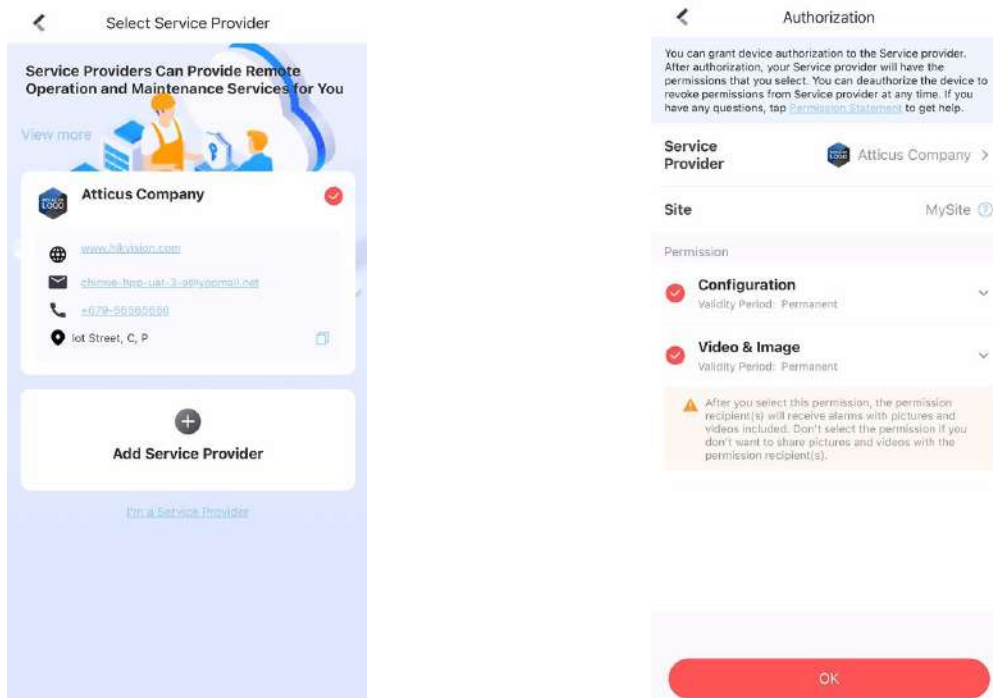 Select Service Provider
Service Providers Can Provide Remote
Operation and Maintenance Services for You
View more
Atticus Company
www.hikvision.com
+679-56565656
Iot Street, C, P
Add Service Provider
I'm a Service Provider
Authorization
You can grant device authorization to the Service provider.
After authorization, your Service provider will have the
permissions that you select. You can deauthorize the device to
revoke permissions from Service provider at any time. If you
have any questions, tap Permission Statement to get help.
Service
Provider
LOGO
Atticus Company
Site
MySite
Permission
Configuration
Validity Period: Permanent
Video & Image
Validity Period: Permanent
After you select this permission, the permission
recipient(s) will receive alarms with pictures and
videos included. Don't select the permission if you
don't want to share pictures and videos with the
permission recipient(s).
OK